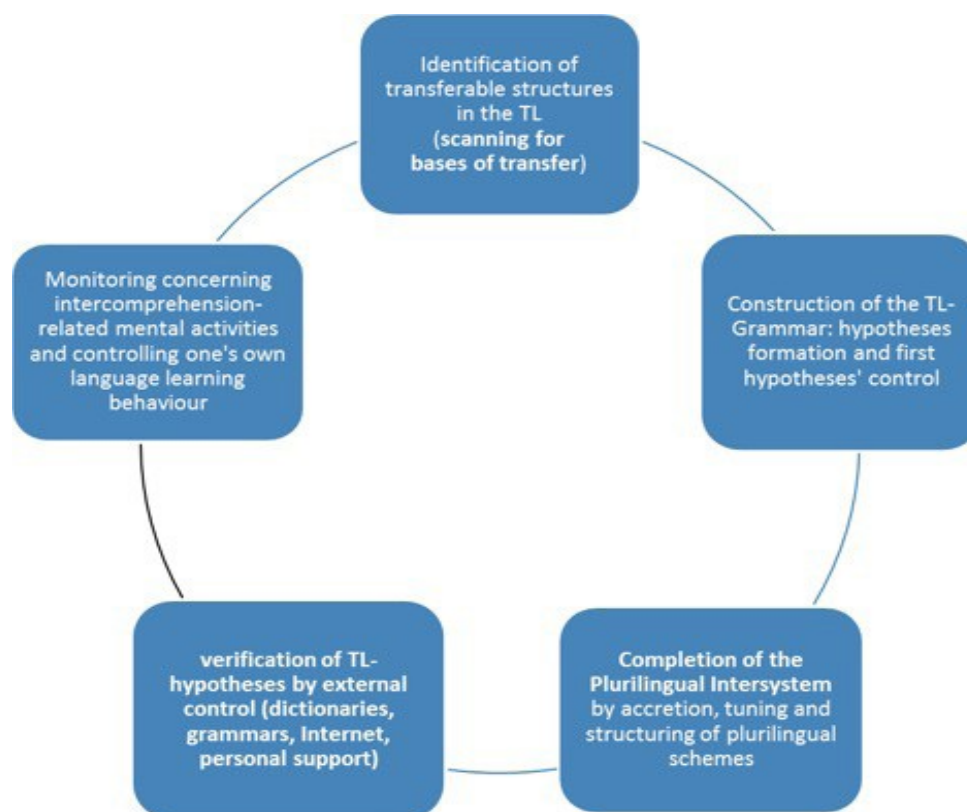 Identification of
transferable structures
in the TL
(scanning for
bases of transfer)
Construction of the TL-
Grammar: hypotheses
formation and first
hypotheses' control
Completion of the
Plurilingual Intersystem
by accretion, tuning and
structuring of plurilingual
schemes
verification of TL-
hypotheses by external
control (dictionaries,
grammars, Internet,
personal support)
Monitoring concerning
intercomprehension-
related mental activities
and controlling one's own
language learning
behaviour